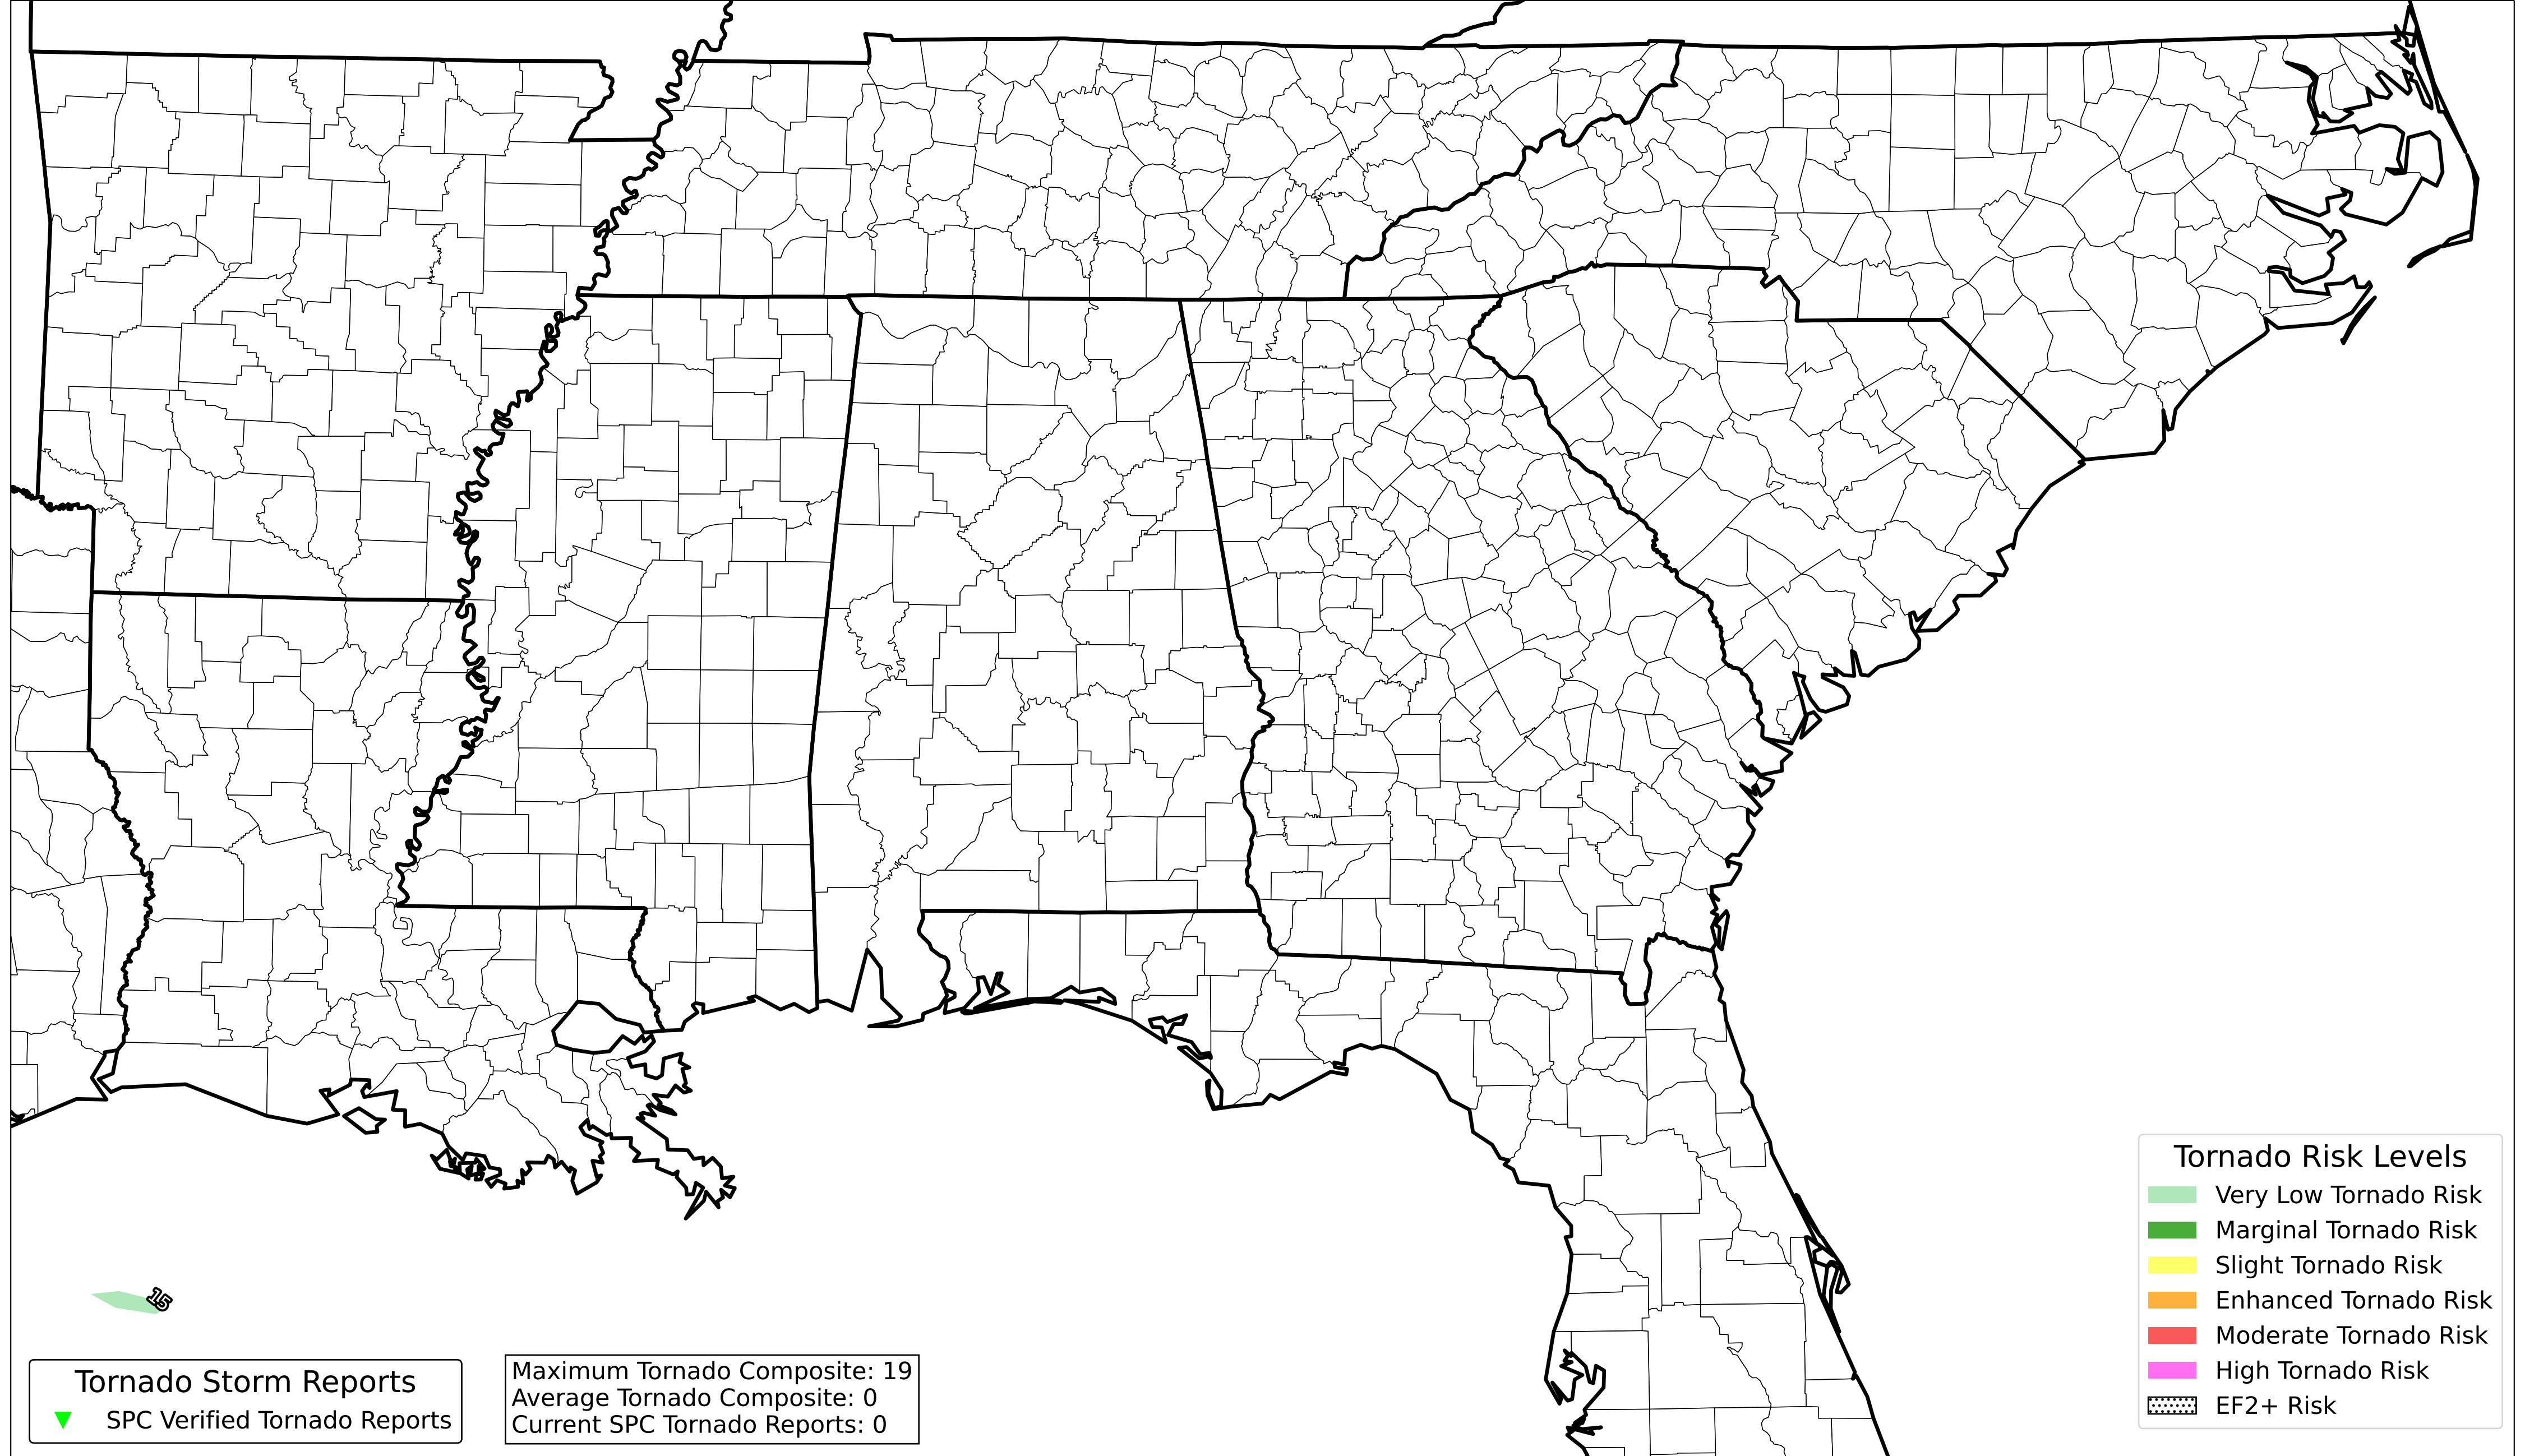 15
Tornado Storm Reports
SPC Verified Tornado Reports
Maximum Tornado Composite: 19
Average Tornado Composite: 0
Current SPC Tornado Reports: 0
Tornado Risk Levels
Very Low Tornado Risk
Marginal Tornado Risk
Slight Tornado Risk
Enhanced Tornado Risk
Moderate Tornado Risk
High Tornado Risk
EF2+ Risk